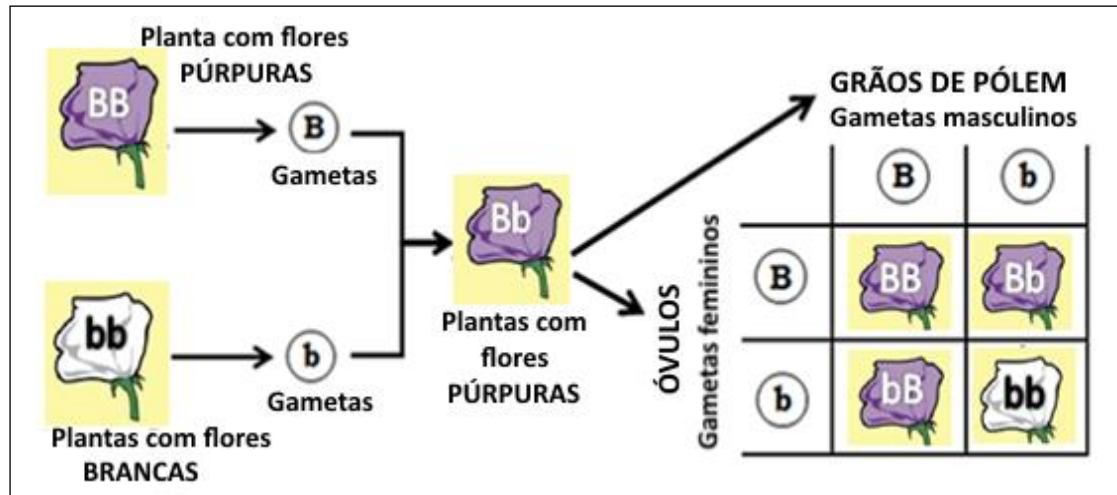 Planta com flores
PÚRPURAS
BB
B
Gametas
bb
b
Gametas
Plantas com flores
BRANCAS
Bb
Plantas com
flores
PÚRPURAS
GRÃOS DE PÓLEM
Gametas masculinos
ÓVULOS
Gametas femininos
B
b
B
BB
Bb
b
bB
bb